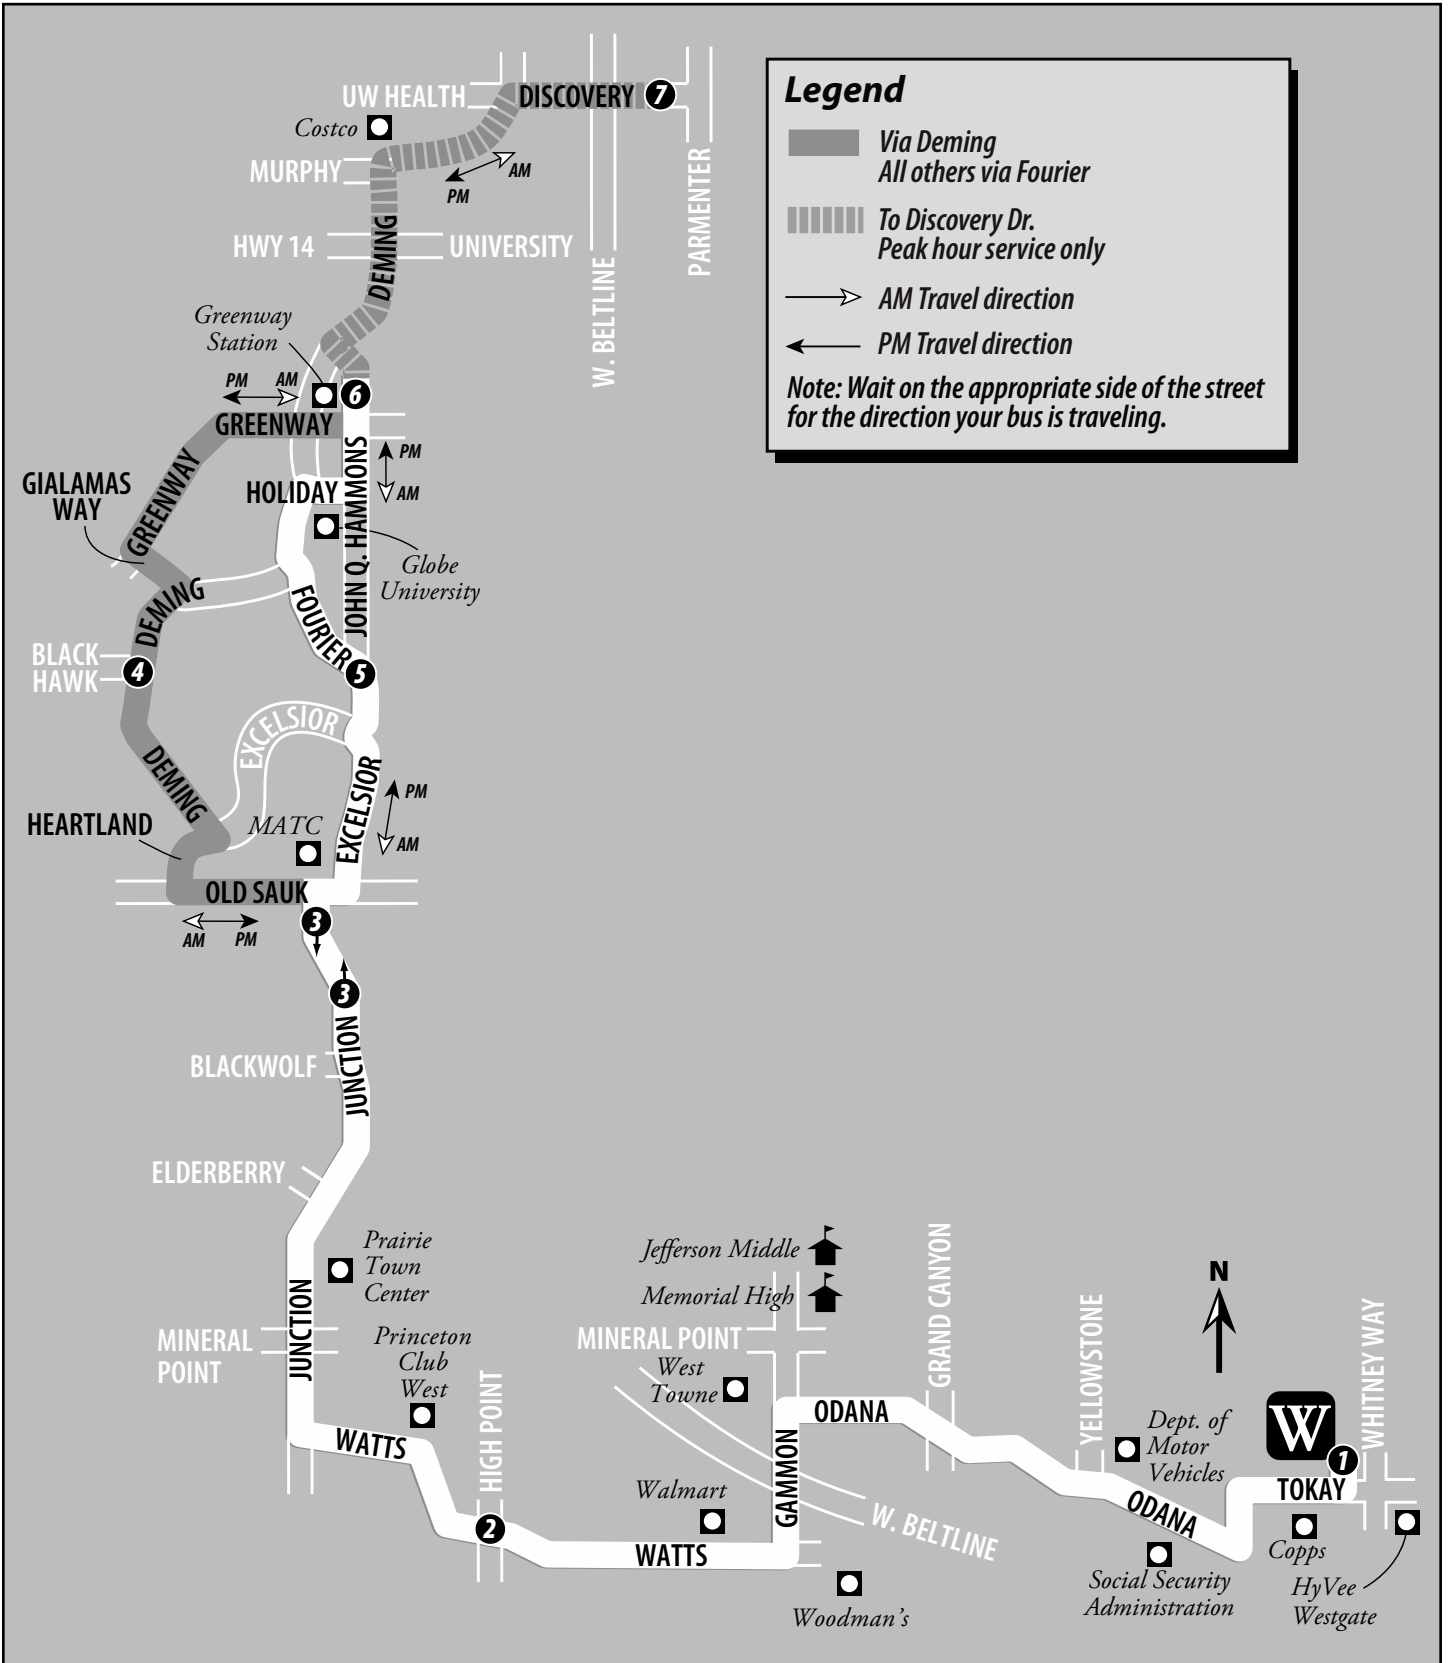 UW HEALTH
DISCOVERY
7
Costco
MURPHY
AM
PM
DEMING
HWY 14
UNIVERSITY
W. BELTLINE
PARMENTER
Legend
Via Deming
All others via Fourier
To Discovery Dr.
Peak hour service only
AM Travel direction
PM Travel direction
Note: Wait on the appropriate side of the street
for the direction your bus is traveling.
Greenway
Station
PM
AM
6
GREENWAY
PM
AM
JOHN Q. HAMMONS
GIALAMAS
WAY
GREENWAY
HOLIDAY
Globe
University
DEMING
FOURIER
BLACK
HAWK
4
5
EXCELSIOR
DEMING
EXCELSIOR
PM
AM
HEARTLAND
MATC
OLD SAUK
AM
PM
3
3
JUNCTION
BLACKWOLF
ELDERBERRY
Prairie
Town
Center
JUNCTION
MINERAL
POINT
Princeton
Club
West
WATTS
HIGH POINT
2
WATTS
Jefferson Middle
Memorial High
MINERAL POINT
West
Towne
Walmart
GAMMON
ODANA
GRAND CANYON
W. BELTLINE
Woodman's
YELLOWSTONE
N
Dept. of
Motor
Vehicles
ODANA
Social Security
Administration
W
1
WHITNEY WAY
TOKAY
Copps
HyVee
Westgate